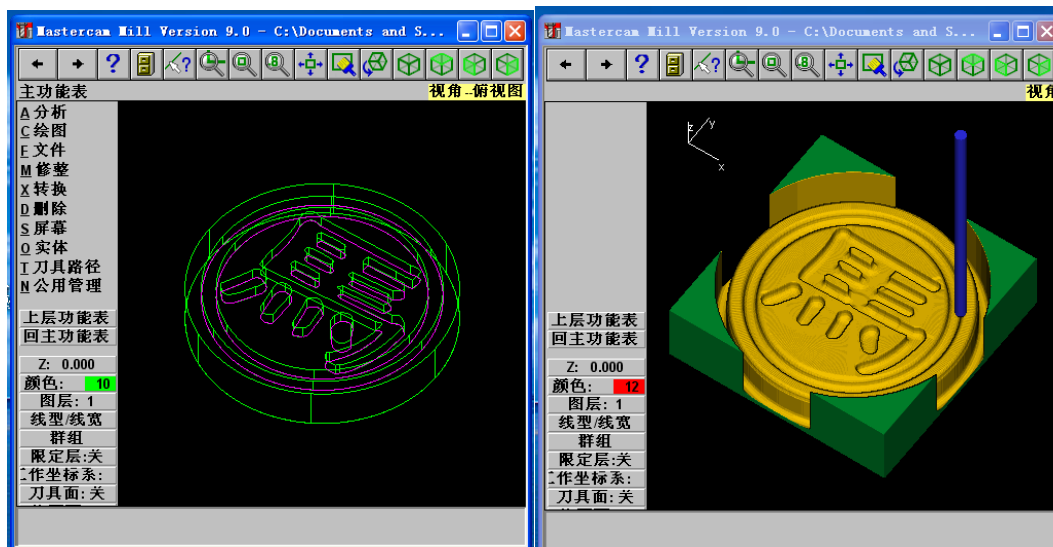 Mastercam Mill Version 9.0 - C:\Documents and S...
主功能表
视角--俯视图
A 分析
C 绘图
F 文件
M 修整
X 转换
D 删除
S 屏幕
O 实体
T 刀具路径
N 公用管理
上层功能表
回主功能表
Z: 0.000
颜色: 10
图层: 1
线型/线宽
群组
限定层:关
工作坐标系:
刀具面:关
Mastercam Mill Version 9.0 - C:\Documents and S...
视角
z
y
x
上层功能表
回主功能表
Z: 0.000
颜色: 12
图层: 1
线型/线宽
群组
限定层:关
工作坐标系:
刀具面:关